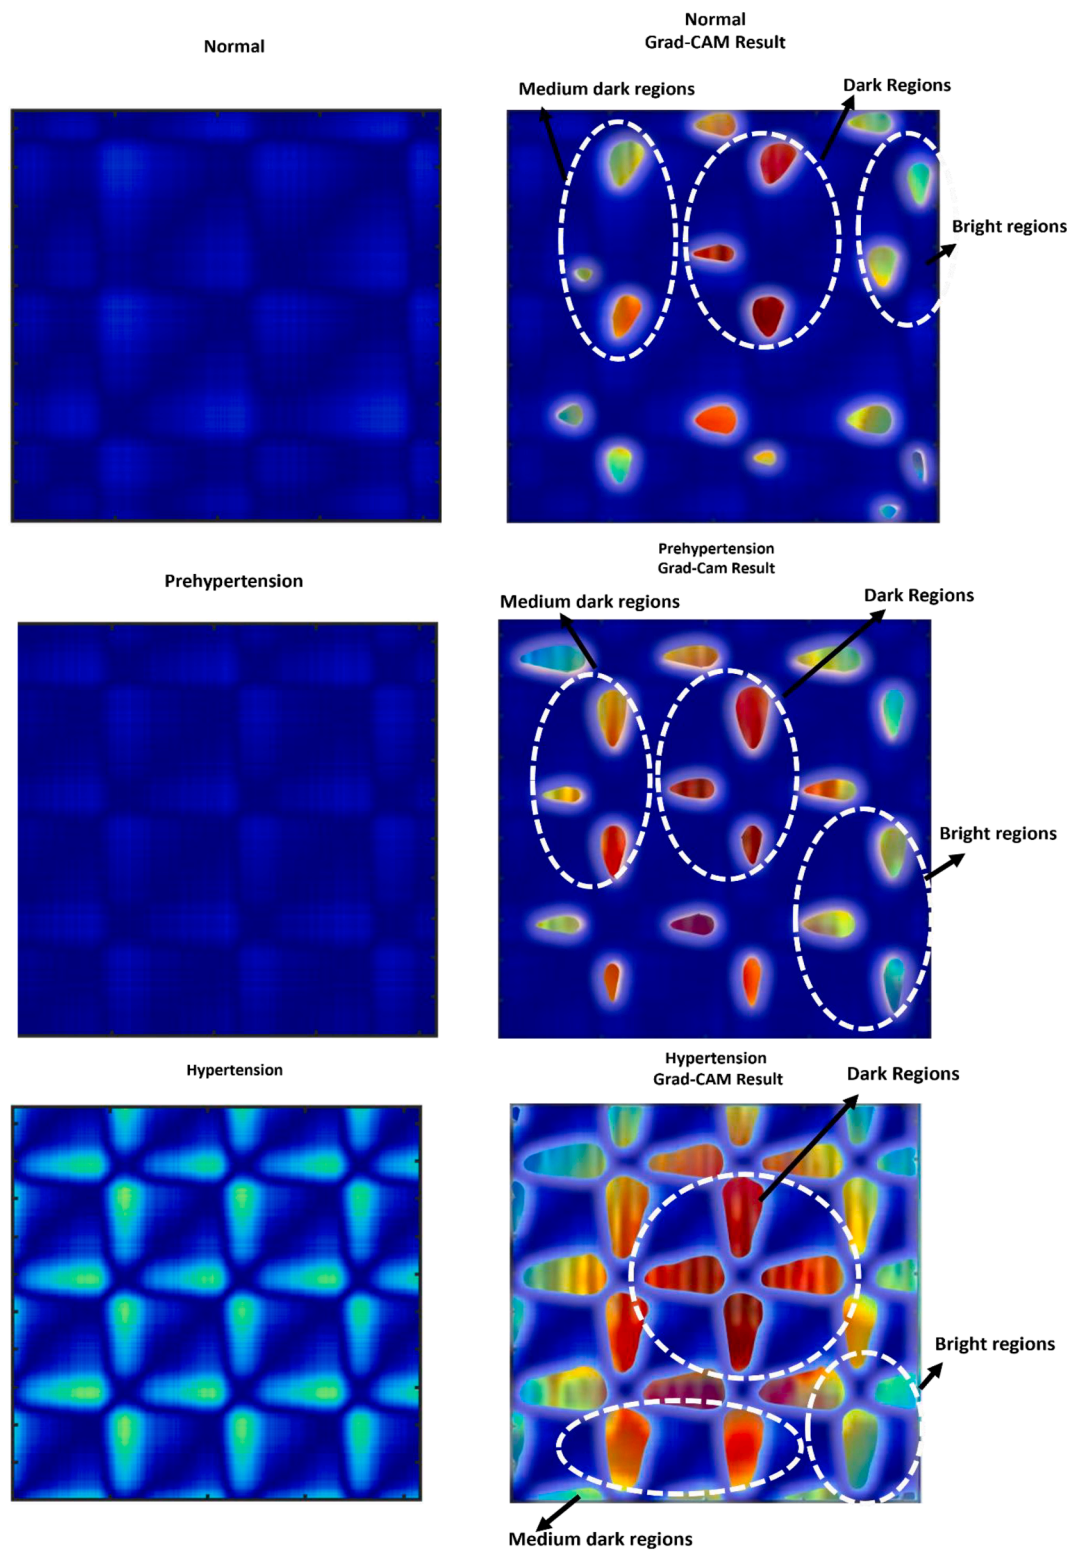 Normal
Normal
Grad-CAM Result
Medium dark regions
Dark Regions
Bright regions
Prehypertension
Prehypertension
Grad-Cam Result
Medium dark regions
Dark Regions
Bright regions
Hypertension
Hypertension
Grad-CAM Result
Dark Regions
Bright regions
Medium dark regions